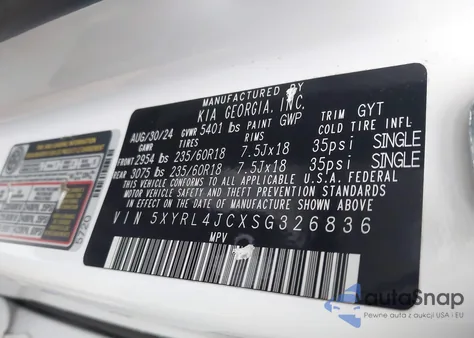 MANUFACTURED BY
KIA GEORGIA, INC.
AUG/30/24 GVWR 5401 lbs PAINT GWP TRIM GYT
GAWR TIRES RIMS COLD TIRE INFL
FRONT 2954 lbs 235/60R18 7.5Jx18 35psi SINGLE
REAR 3075 lbs 235/60R18 7.5Jx18 35psi SINGLE
THIS VEHICLE CONFORMS TO ALL APPLICABLE U.S.A. FEDERAL
MOTOR VEHICLE SAFETY AND THEFT PREVENTION STANDARDS
IN EFFECT ON THE DATE OF MANUFACTURE SHOWN ABOVE
VIN 5XYRL4JCXSG326836
MPV
5720
autoSnap
Pewne auta z aukcji USA i EU